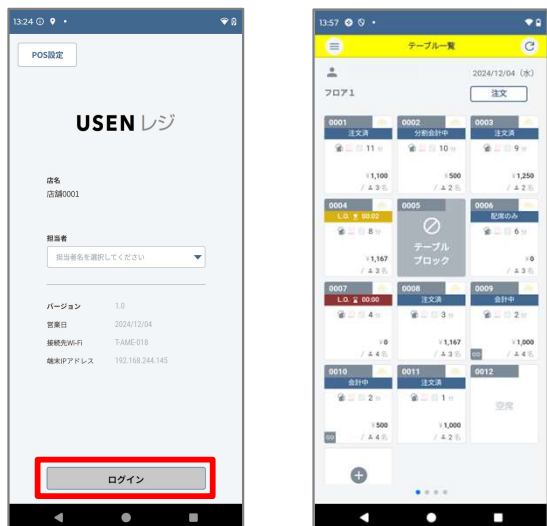 13:24
POS設定
USEN レジ
店名
店舗0001
担当者
担当者名を選択してください
バージョン 1.0
営業日 2024/12/04
接続先Wi-Fi T-AME-018
端末IPアドレス 192.168.244.145
ログイン
13:57
テーブル一覧
2024/12/04（水）
フロア1
注文
0001 0002 0003
注文済 分割会計中 注文済
11 分 10 分 9 分
¥1,100 ¥500 ¥1,250
/ 3 名 / 2 名 / 2 名
0004 0005 0006
L.O. 00:02 配席のみ
8 分 テーブル 6 分
ブロック
¥1,167 ¥0
/ 3 名 / 3 名
0007 0008 0009
L.O. 00:00 注文済 会計中
4 分 3 分 2 分
¥0 ¥1,167 ¥1,000
/ 4 名 / 3 名 / 4 名
0010 0011 0012
会計中 注文済
2 分 1 分 空席
¥500 ¥1,000
/ 4 名 / 2 名